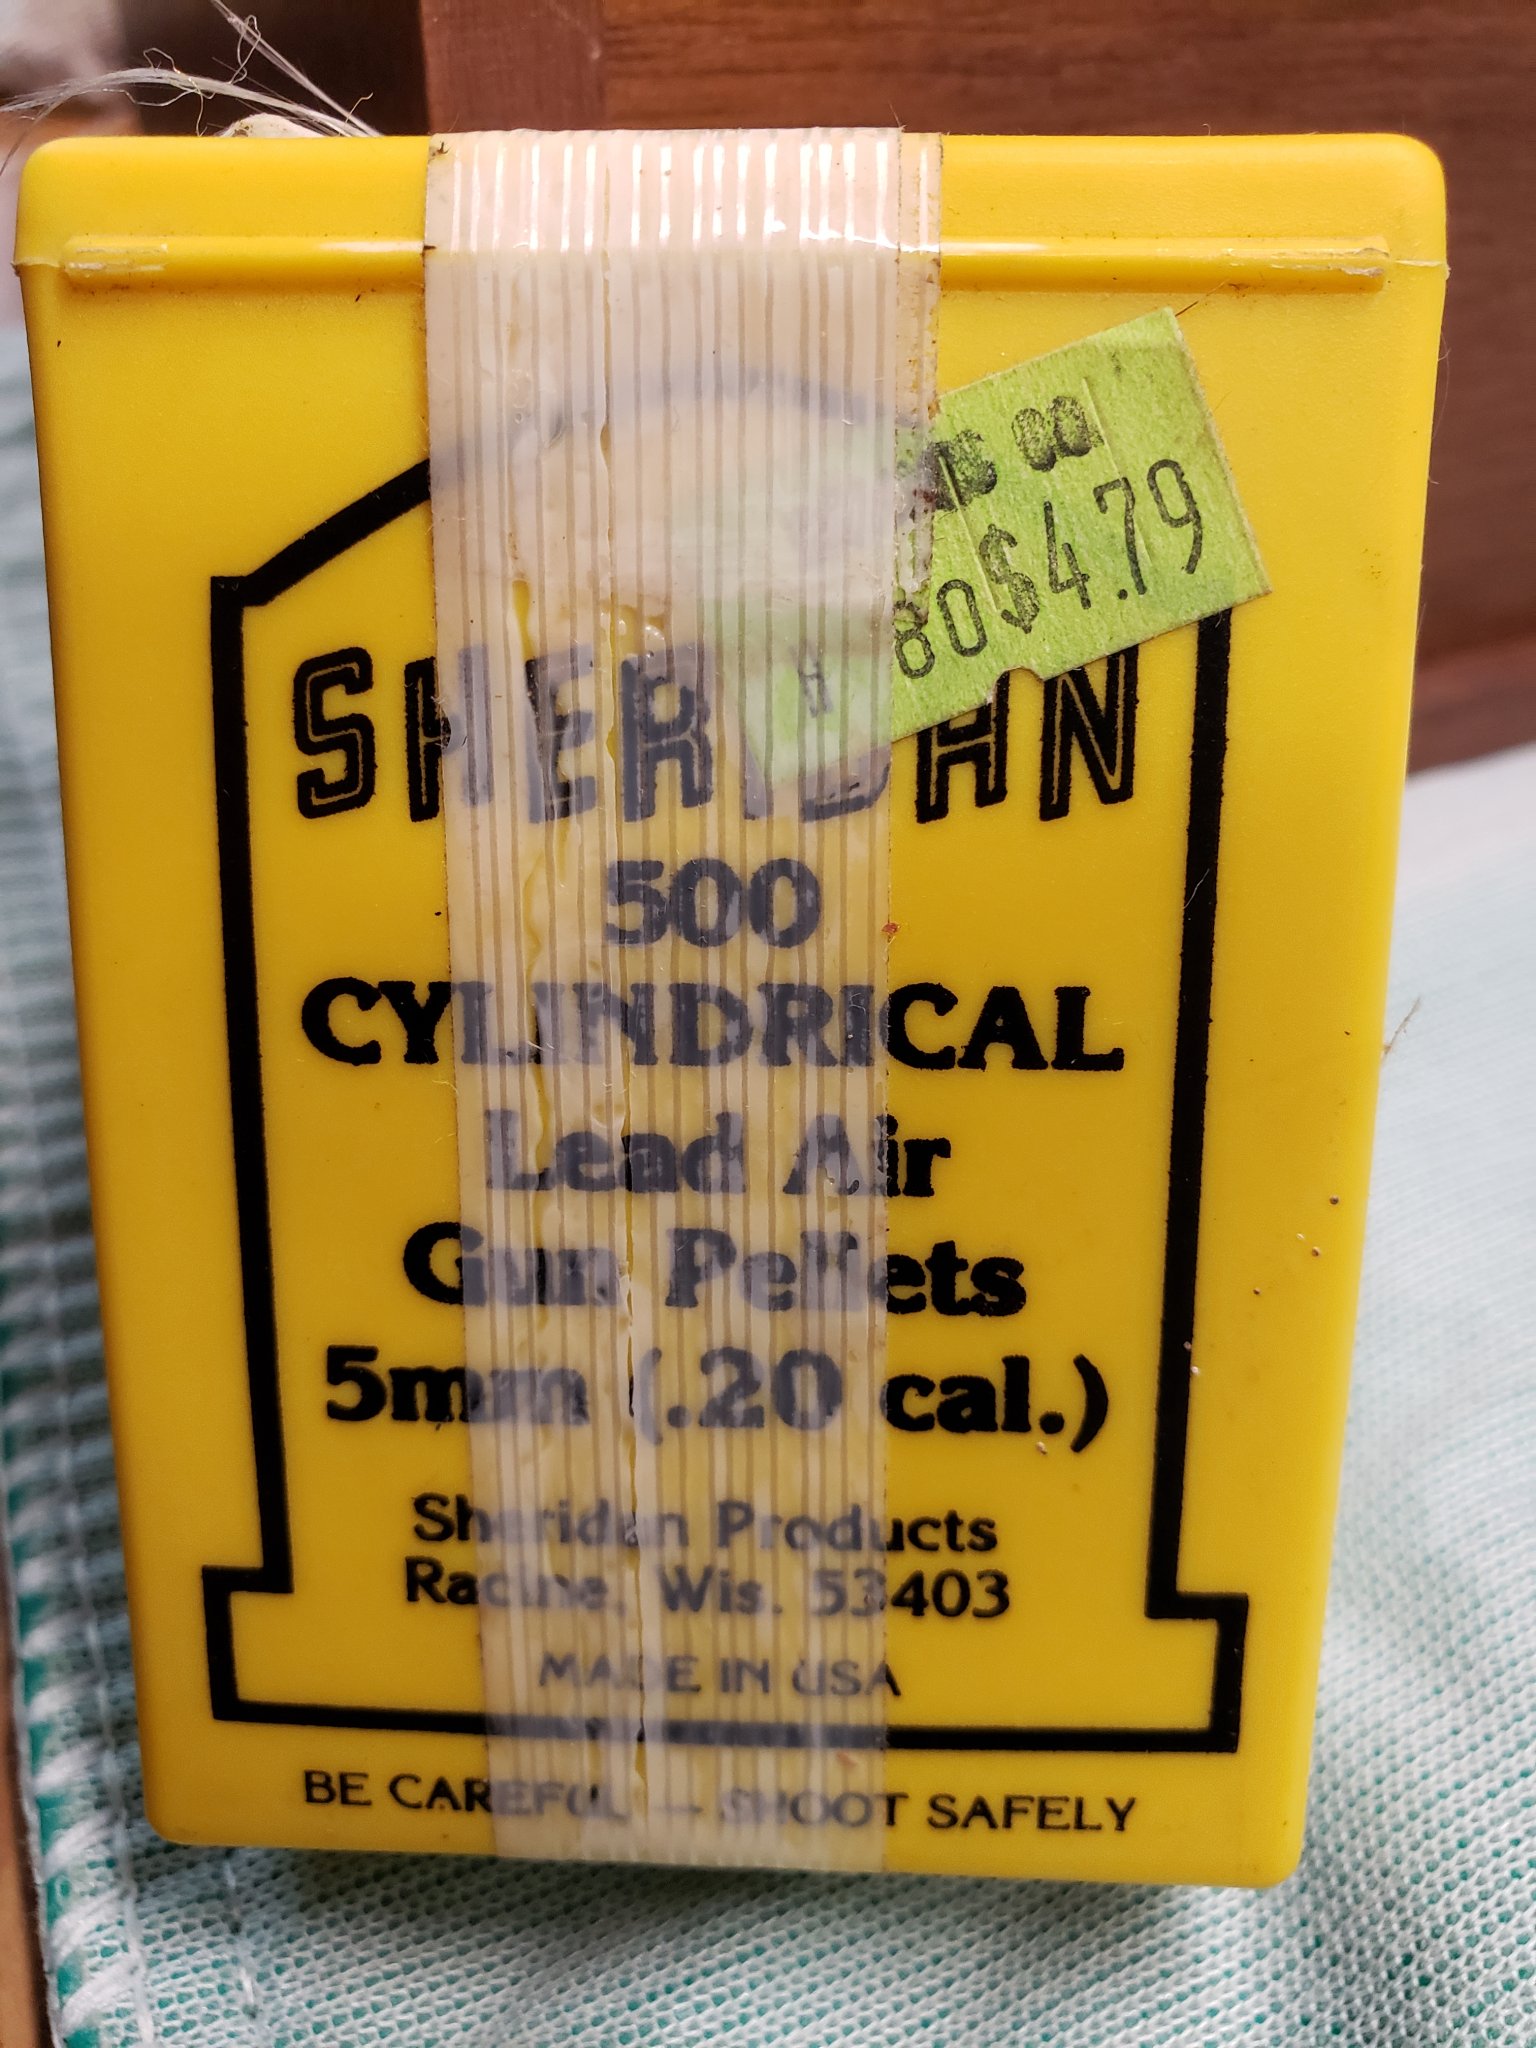 $4.79
80
SHERIDAN
500
CYLINDRICAL
Lead Air
Gun Pellets
5mm (.20 cal.)
Sheridan Products
Racine, Wis. 53403
MADE IN USA
BE CAREFUL — SHOOT SAFELY